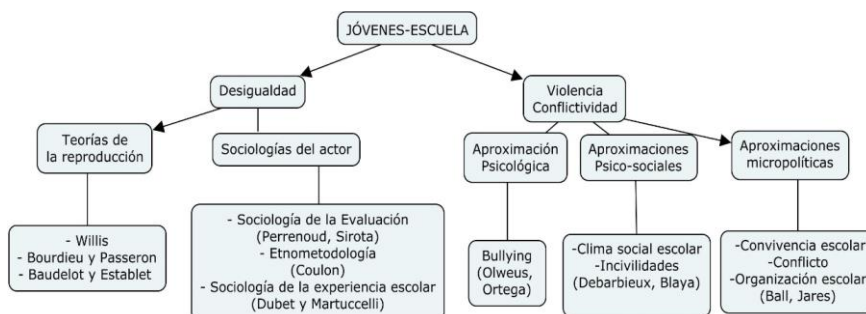 JÓVENES-ESCUELA
Desigualdad
Violencia
Conflictividad
Teorías de
la reproducción
Sociologías del actor
Aproximación
Psicológica
Aproximaciones
Psico-sociales
Aproximaciones
micropolíticas
- Willis
- Bourdieu y Passeron
- Baudelot y Establet
- Sociología de la Evaluación
(Perrenoud, Sirota)
- Etnometodología
(Coulon)
- Sociología de la experiencia escolar
(Dubet y Martuccelli)
Bullying
(Olweus,
Ortega)
-Clima social escolar
-Incivilidades
(Debarbieux, Blaya)
-Convivencia escolar
-Conflicto
-Organización escolar
(Ball, Jares)